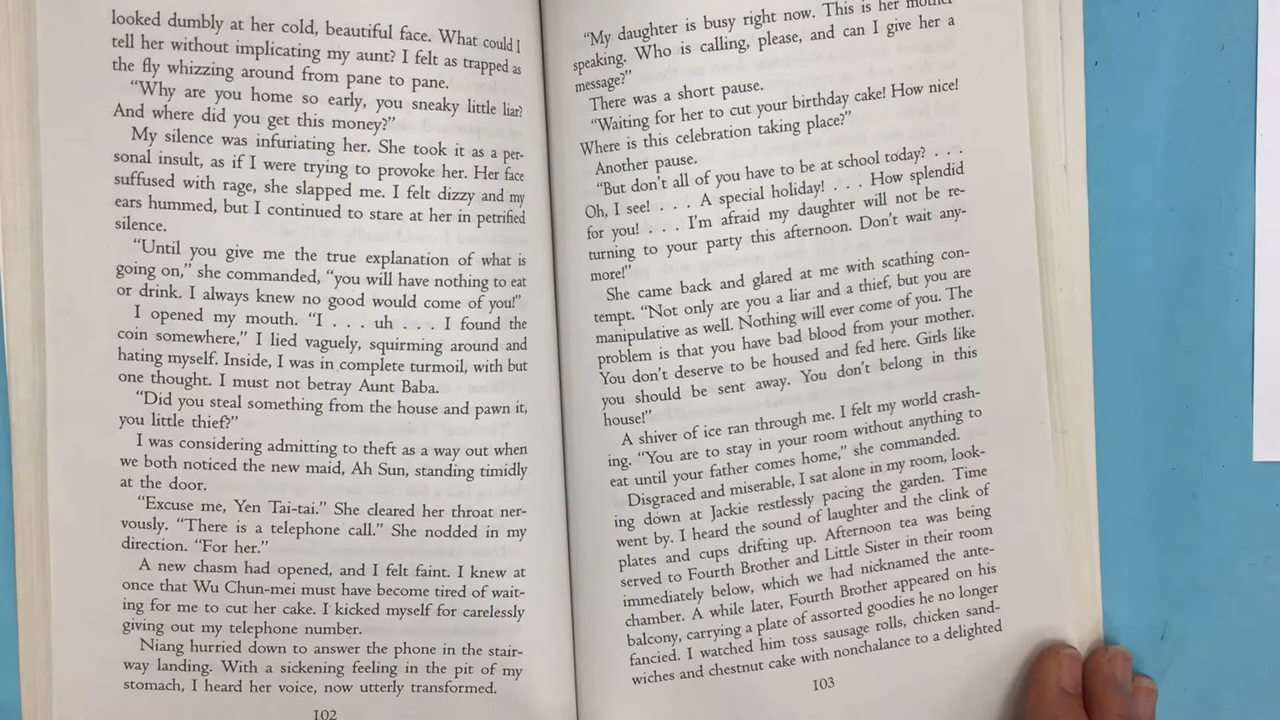 looked dumbly at her cold, beautiful face. What could I
tell her without implicating my aunt? I felt as trapped as
the fly whizzing around from pane to pane.
"Why are you home so early, you sneaky little liar?
And where did you get this money?"
My silence was infuriating her. She took it as a per-
sonal insult, as if I were trying to provoke her. Her face
suffused with rage, she slapped me. I felt dizzy and my
ears hummed, but I continued to stare at her in petrified
silence.
"Until you give me the true explanation of what is
going on," she commanded, "you will have nothing to eat
or drink. I always knew no good would come of you!"
I opened my mouth. "I . . . uh . . . I found the
coin somewhere," I lied vaguely, squirming around and
hating myself. Inside, I was in complete turmoil, with but
one thought. I must not betray Aunt Baba.
"Did you steal something from the house and pawn it,
you little thief?"
I was considering admitting to theft as a way out when
we both noticed the new maid, Ah Sun, standing timidly
at the door.
"Excuse me, Yen Tai-tai." She cleared her throat ner-
vously. "There is a telephone call." She nodded in my
direction. "For her."
A new chasm had opened, and I felt faint. I knew at
once that Wu Chun-mei must have become tired of wait-
ing for me to cut her cake. I kicked myself for carelessly
giving out my telephone number.
Niang hurried down to answer the phone in the stair-
way landing. With a sickening feeling in the pit of my
stomach, I heard her voice, now utterly transformed.
102
"My daughter is busy right now. This is her mother
speaking. Who is calling, please, and can I give her a
message?"
There was a short pause.
"Waiting for her to cut your birthday cake! How nice!
Where is this celebration taking place?"
Another pause.
"But don't all of you have to be at school today? . . .
Oh, I see! . . . A special holiday! . . . How splendid
for you! . . . I'm afraid my daughter will not be re-
turning to your party this afternoon. Don't wait any-
more!"
She came back and glared at me with scathing con-
tempt. "Not only are you a liar and a thief, but you are
manipulative as well. Nothing will ever come of you. The
problem is that you have bad blood from your mother.
You don't deserve to be housed and fed here. Girls like
you should be sent away. You don't belong in this
house!"
A shiver of ice ran through me. I felt my world crash-
ing. "You are to stay in your room without anything to
eat until your father comes home," she commanded.
Disgraced and miserable, I sat alone in my room, look-
ing down at Jackie restlessly pacing the garden. Time
went by. I heard the sound of laughter and the clink of
plates and cups drifting up. Afternoon tea was being
served to Fourth Brother and Little Sister in their room
immediately below, which we had nicknamed the ante-
chamber. A while later, Fourth Brother appeared on his
balcony, carrying a plate of assorted goodies he no longer
fancied. I watched him toss sausage rolls, chicken sand-
wiches and chestnut cake with nonchalance to a delighted
103